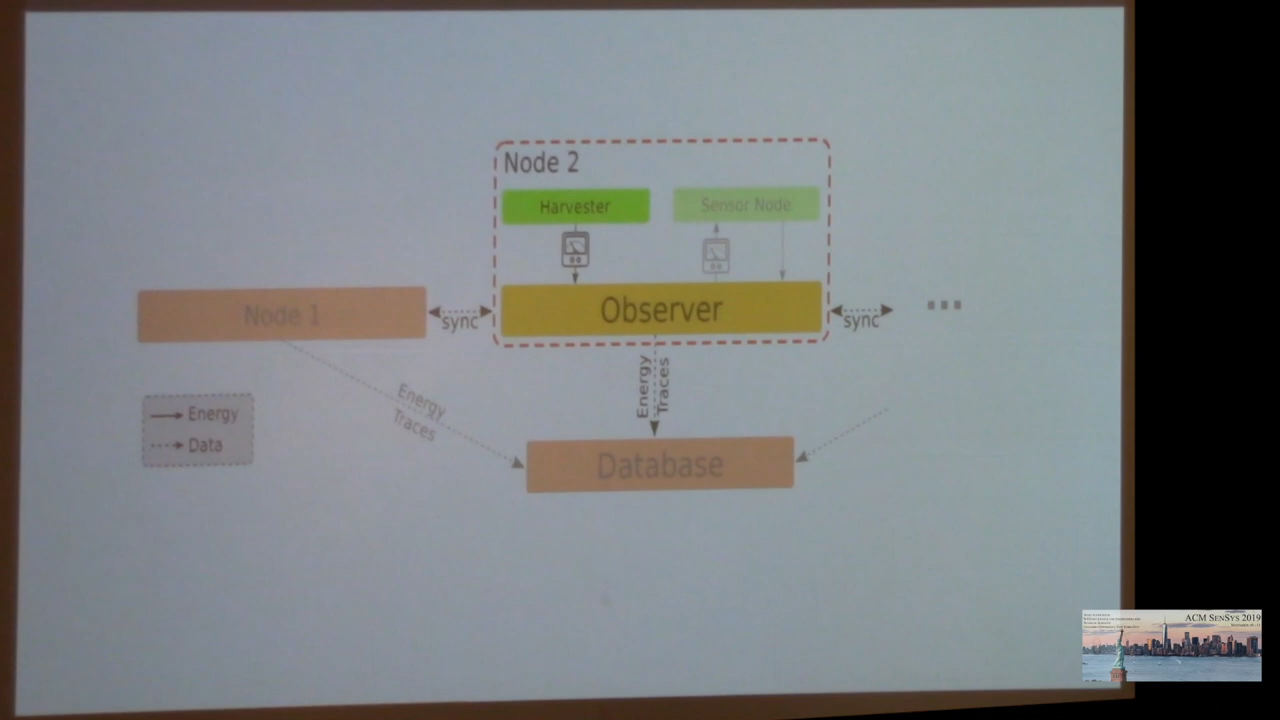 Node 2
Harvester
Sensor Node
Node 1
sync
Observer
sync
Energy
Traces
Energy
Traces
Energy
Data
Database
ACM SenSys 2019